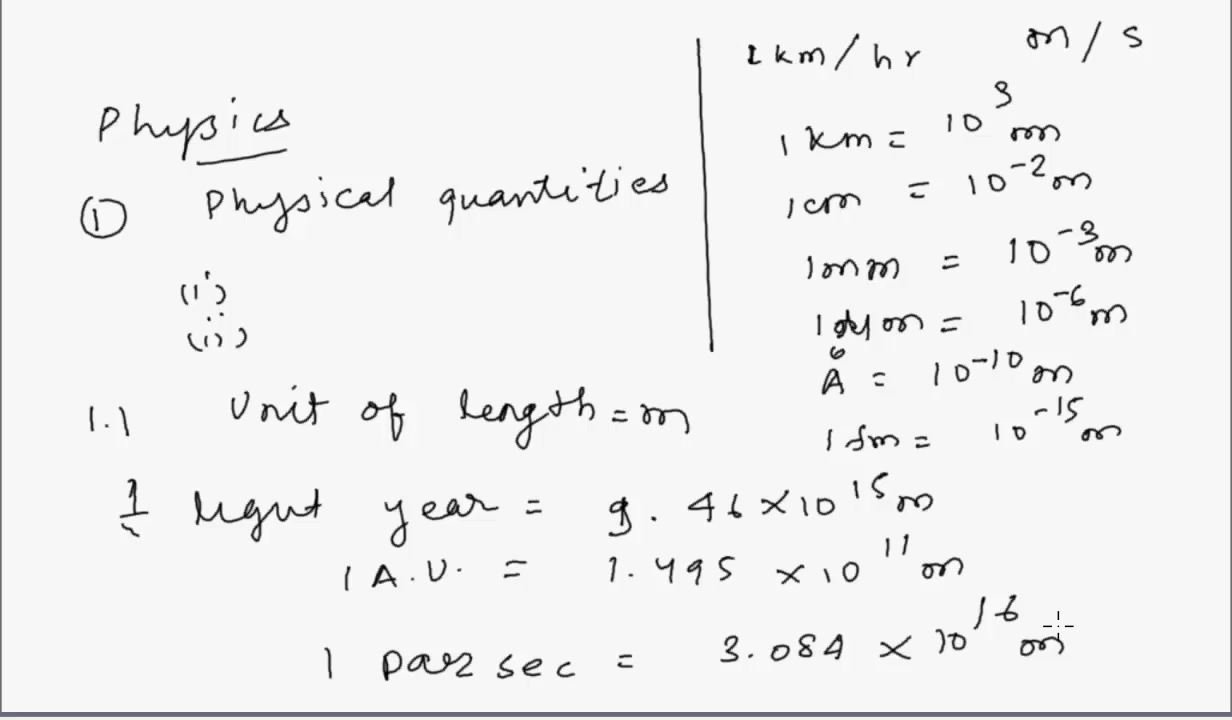 Physics
① Physical quantities
(i)
(ii)
1.1 Unit of length = m
1 light year = 9.46 × 10^15 m
1 A.U. = 1.495 × 10^11 m
1 parsec = 3.084 × 10^16 m
1 km/hr m/s
1 km = 10^3 m
1 cm = 10^-2 m
1 mm = 10^-3 m
1 μm = 10^-6 m
Å = 10^-10 m
1 fm = 10^-15 m